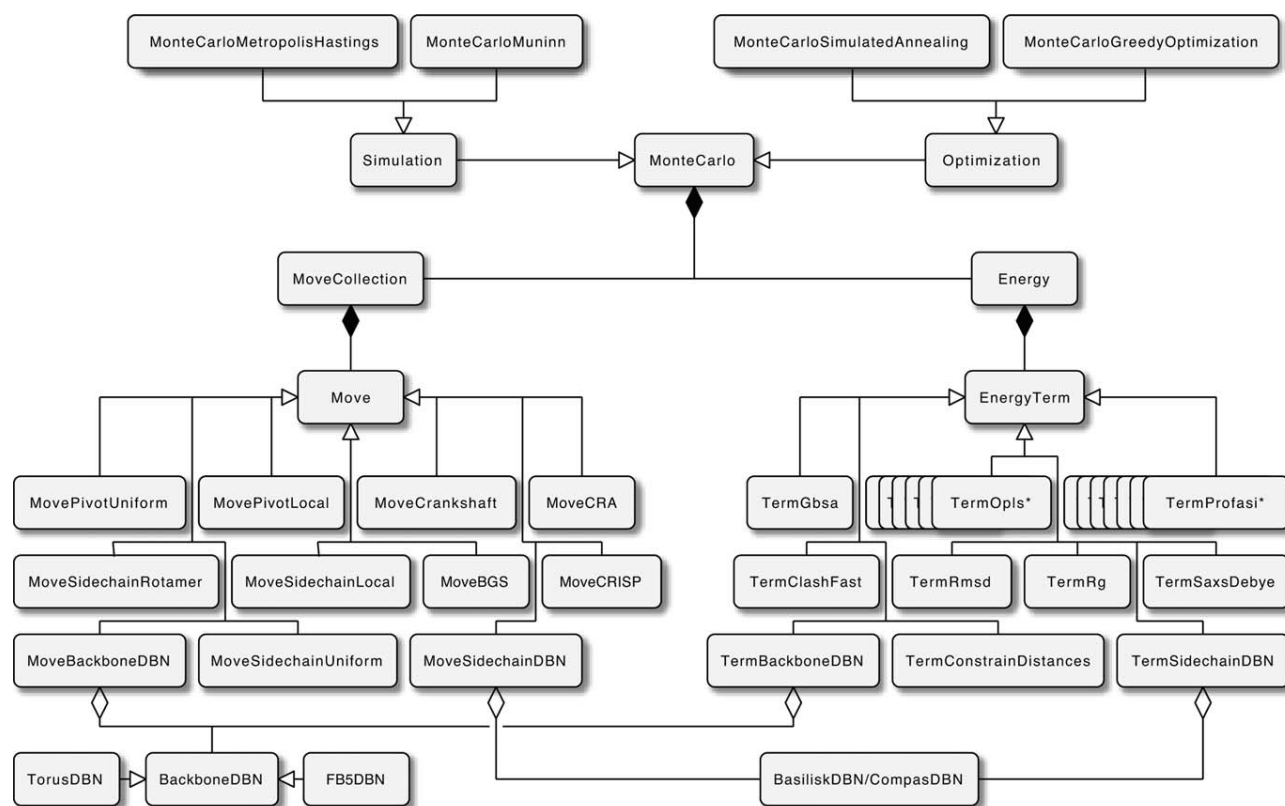 MonteCarloMetropolisHastings
MonteCarloMuninn
MonteCarloSimulatedAnnealing
MonteCarloGreedyOptimization
Simulation
MonteCarlo
Optimization
MoveCollection
Energy
Move
EnergyTerm
MovePivotUniform
MovePivotLocal
MoveCrankshaft
MoveCRA
TermGbsa
TermOpls*
TermProfasi*
MoveSidechainRotamer
MoveSidechainLocal
MoveBGS
MoveCRISP
TermClashFast
TermRmsd
TermRg
TermSaxsDebye
MoveBackboneDBN
MoveSidechainUniform
MoveSidechainDBN
TermBackboneDBN
TermConstrainDistances
TermSidechainDBN
TorusDBN
BackboneDBN
FB5DBN
BasiliskDBN/CompasDBN